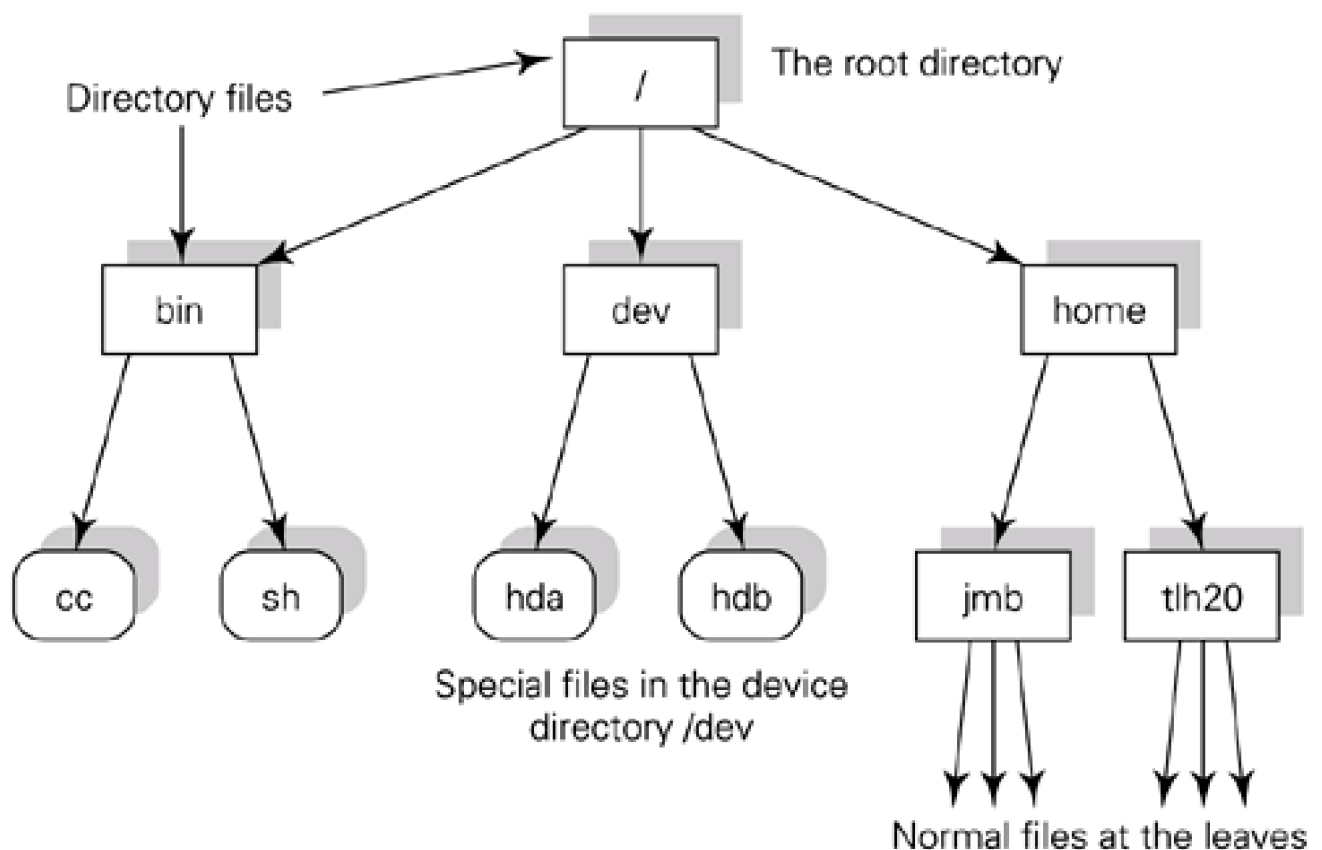 /
The root directory
Directory files
bin
dev
home
cc
sh
hda
hdb
jmb
tlh20
Special files in the device
directory /dev
Normal files at the leaves